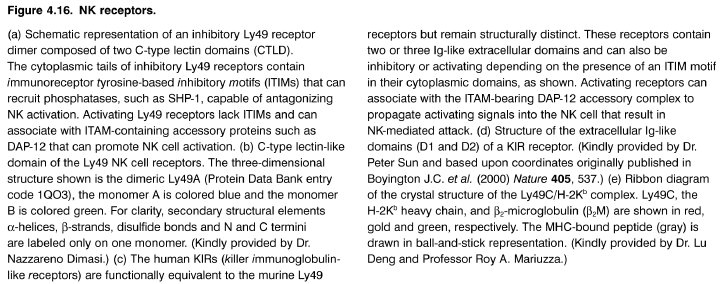 Figure 4.16. NK receptors.
(a) Schematic representation of an inhibitory Ly49 receptor
dimer composed of two C-type lectin domains (CTLD).
The cytoplasmic tails of inhibitory Ly49 receptors contain
immunoreceptor tyrosine-based inhibitory motifs (ITIMs) that can
recruit phosphatases, such as SHP-1, capable of antagonizing
NK activation. Activating Ly49 receptors lack ITIMs and can
associate with ITAM-containing accessory proteins such as
DAP-12 that can promote NK cell activation. (b) C-type lectin-like
domain of the Ly49 NK cell receptors. The three-dimensional
structure shown is the dimeric Ly49A (Protein Data Bank entry
code 1QO3), the monomer A is colored blue and the monomer
B is colored green. For clarity, secondary structural elements
α-helices, β-strands, disulfide bonds and N and C termini
are labeled only on one monomer. (Kindly provided by Dr.
Nazzareno Dimasi.) (c) The human KIRs (killer immunoglobulin-
like receptors) are functionally equivalent to the murine Ly49
receptors but remain structurally distinct. These receptors contain
two or three Ig-like extracellular domains and can also be
inhibitory or activating depending on the presence of an ITIM motif
in their cytoplasmic domains, as shown. Activating receptors can
associate with the ITAM-bearing DAP-12 accessory complex to
propagate activating signals into the NK cell that result in
NK-mediated attack. (d) Structure of the extracellular Ig-like
domains (D1 and D2) of a KIR receptor. (Kindly provided by Dr.
Peter Sun and based upon coordinates originally published in
Boyington J.C. et al. (2000) Nature 405, 537.) (e) Ribbon diagram
of the crystal structure of the Ly49C/H-2Kᵇ complex. Ly49C, the
H-2Kᵇ heavy chain, and β₂-microglobulin (β₂M) are shown in red,
gold and green, respectively. The MHC-bound peptide (gray) is
drawn in ball-and-stick representation. (Kindly provided by Dr. Lu
Deng and Professor Roy A. Mariuzza.)